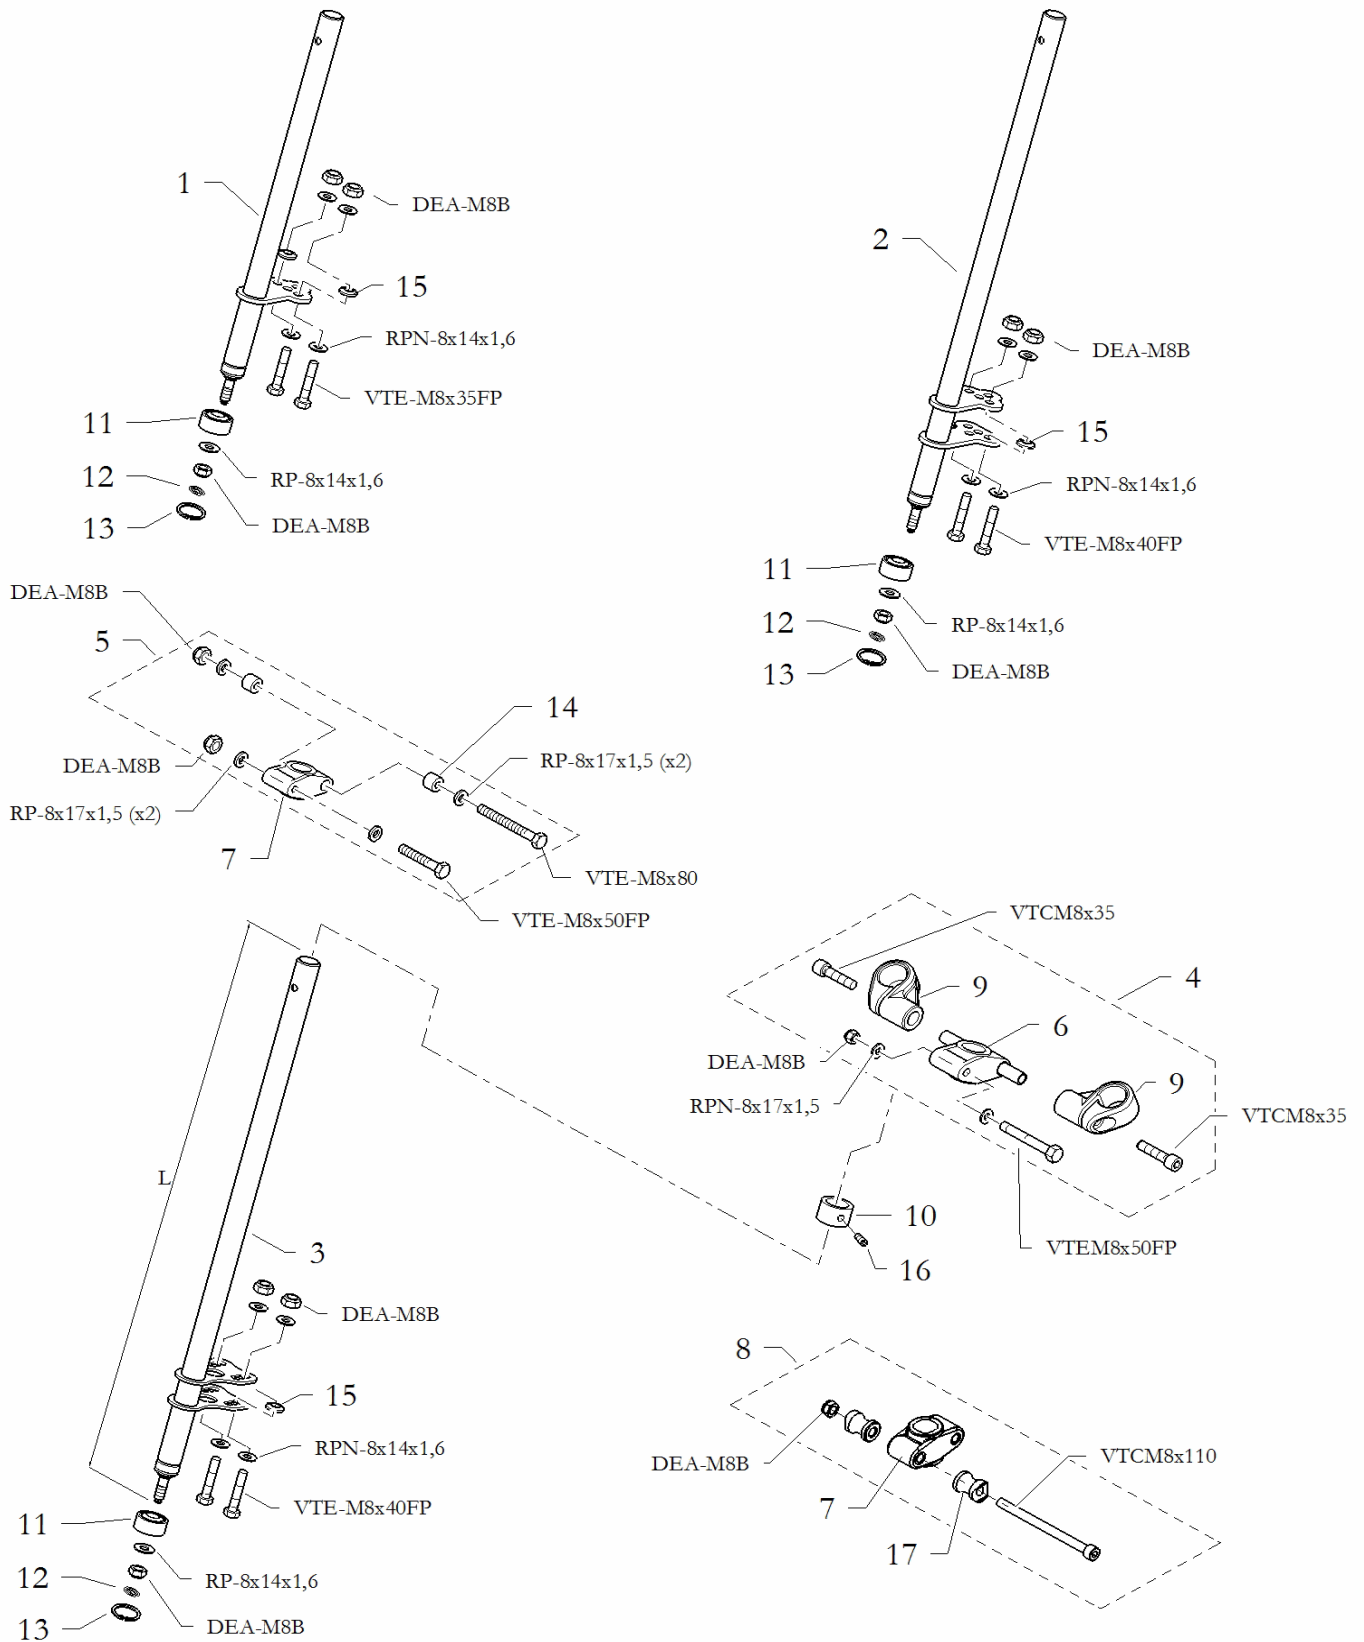 1
DEA-M8B
15
RPN-8x14x1,6
VTE-M8x35FP
11
RP-8x14x1,6
12
13
DEA-M8B
2
DEA-M8B
15
RPN-8x14x1,6
VTE-M8x40FP
11
RP-8x14x1,6
12
13
DEA-M8B
DEA-M8B
5
14
RP-8x17x1,5 (x2)
DEA-M8B
RP-8x17x1,5 (x2)
7
VTE-M8x80
VTE-M8x50FP
VTCM8x35
4
9
6
DEA-M8B
9
RPN-8x17x1,5
VTCM8x35
10
VTEM8x50FP
16
L
3
DEA-M8B
15
RPN-8x14x1,6
VTE-M8x40FP
11
RP-8x14x1,6
12
13
DEA-M8B
8
DEA-M8B
VTCM8x110
7
17